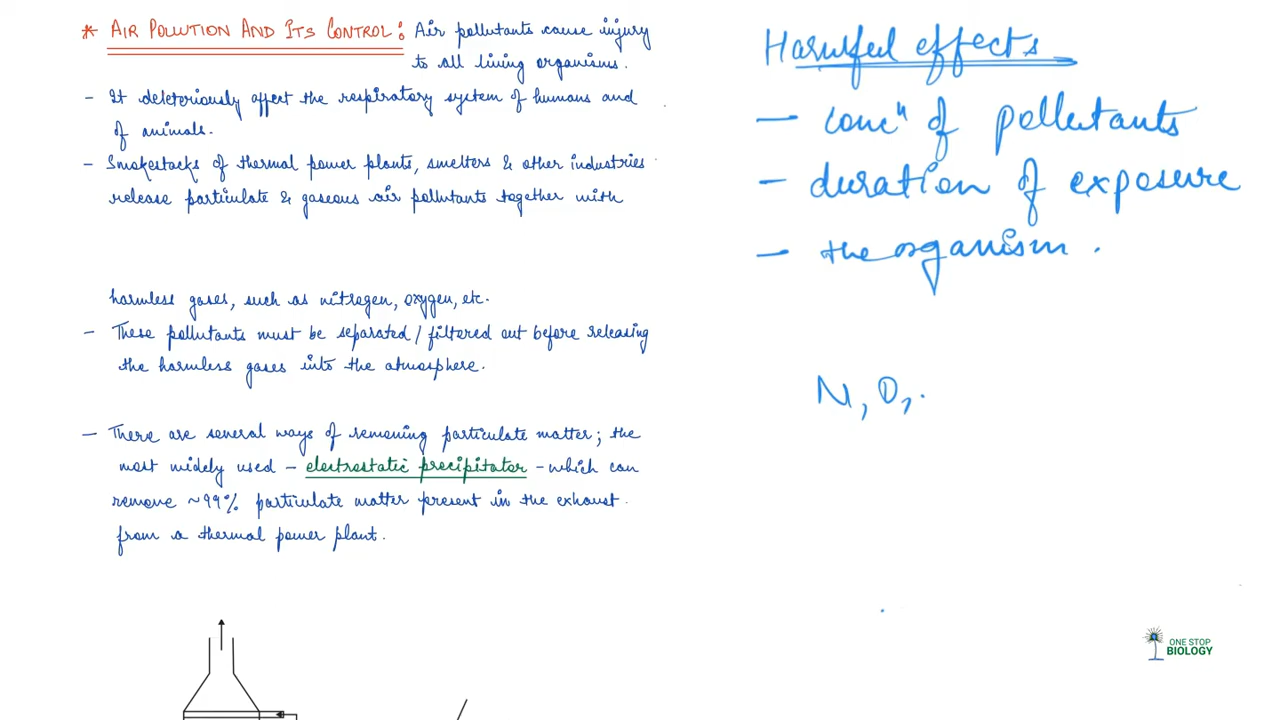 * AIR POLLUTION AND ITS CONTROL: Air pollutants cause injury
to all living organisms.
- It deleteriously affect the respiratory system of humans and
of animals.
- Smokestacks of thermal power plants, smelters & other industries
release particulate & gaseous air pollutants together with
harmless gases, such as nitrogen, oxygen, etc.
- These pollutants must be separated/filtered out before releasing
the harmless gases into the atmosphere.
- There are several ways of removing particulate matter; the
most widely used - electrostatic precipitator - which can
remove ~99% particulate matter present in the exhaust
from a thermal power plant.
Harmful effects
- concⁿ of pollutants
- duration of exposure
- the organism.
N, O,
ONE STOP
BIOLOGY